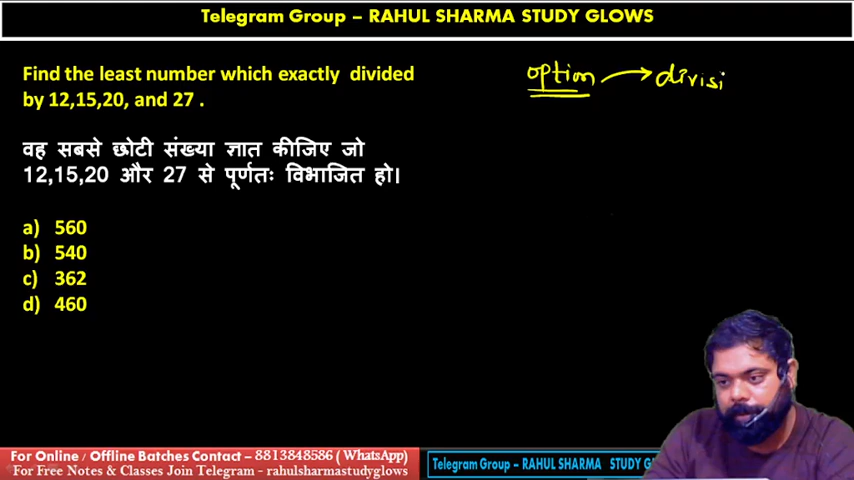 Telegram Group – RAHUL SHARMA STUDY GLOWS
Find the least number which exactly divided
by 12,15,20, and 27 .
option → divisi
वह सबसे छोटी संख्या ज्ञात कीजिए जो
12,15,20 और 27 से पूर्णतः विभाजित हो।
a) 560
b) 540
c) 362
d) 460
For Online / Offline Batches Contact – 8813848586 ( WhatsApp)
For Free Notes & Classes Join Telegram - rahulsharmastudyglows
Telegram Group – RAHUL SHARMA STUDY GL